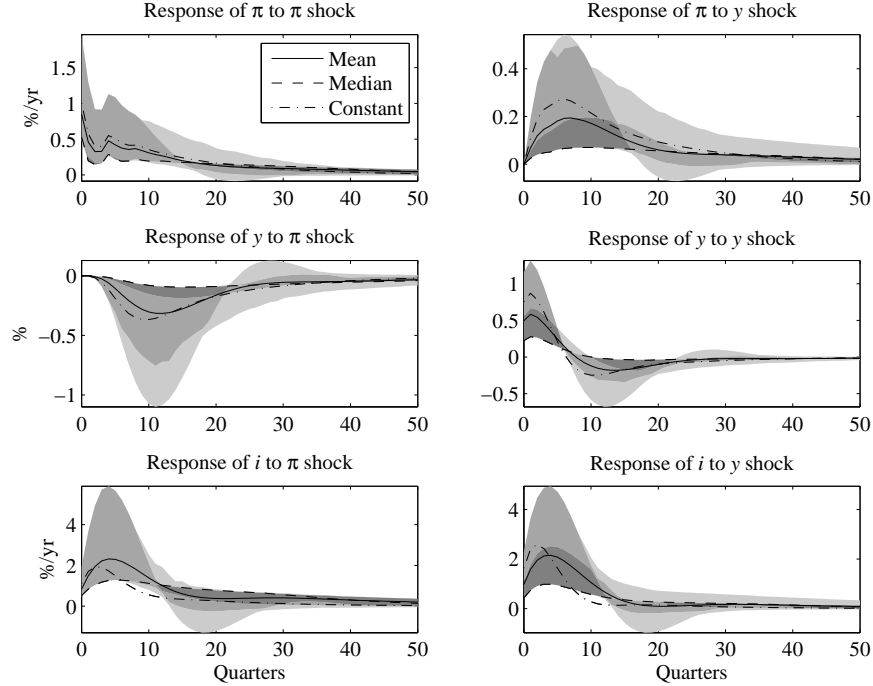 Response of π to π shock
Response of π to y shock
%/yr
1.5
1
0.5
0
0 10 20 30 40 50
Mean
Median
Constant
0.4
0.2
0
0 10 20 30 40 50
Response of y to π shock
Response of y to y shock
%
0
−0.5
−1
0 10 20 30 40 50
1
0.5
0
−0.5
0 10 20 30 40 50
Response of i to π shock
Response of i to y shock
%/yr
4
2
0
0 10 20 30 40 50
Quarters
%/yr
4
2
0
0 10 20 30 40 50
Quarters